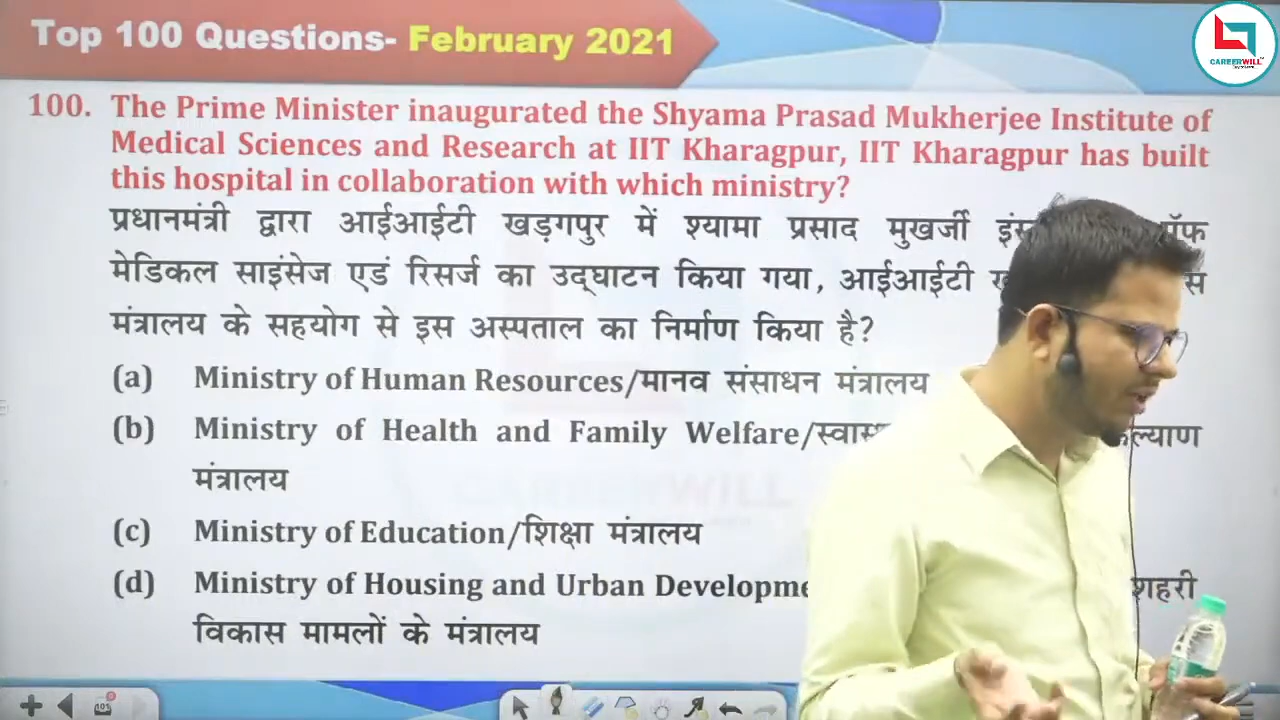 Top 100 Questions- February 2021
CAREERWILL
100. The Prime Minister inaugurated the Shyama Prasad Mukherjee Institute of
Medical Sciences and Research at IIT Kharagpur, IIT Kharagpur has built
this hospital in collaboration with which ministry?
प्रधानमंत्री द्वारा आईआईटी खड़गपुर में श्यामा प्रसाद मुखर्जी
मेडिकल साइंसेज एडं रिसर्ज का उद्घाटन किया गया, आईआईटी
मंत्रालय के सहयोग से इस अस्पताल का निर्माण किया है?
(a) Ministry of Human Resources/मानव संसाधन मंत्रालय
(b) Ministry of Health and Family Welfare/
मंत्रालय
(c) Ministry of Education/शिक्षा मंत्रालय
(d) Ministry of Housing and Urban शहरी
विकास मामलों के मंत्रालय